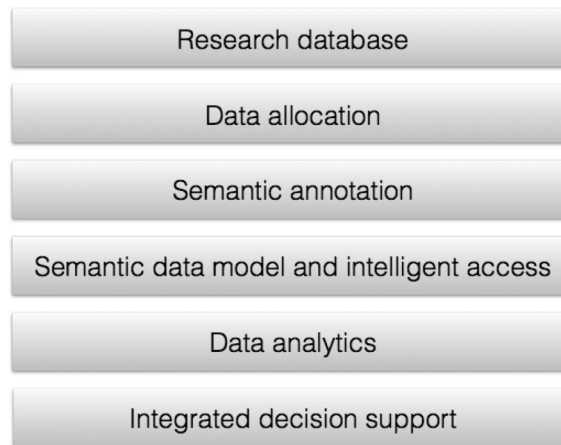 Research database
Data allocation
Semantic annotation
Semantic data model and intelligent access
Data analytics
Integrated decision support